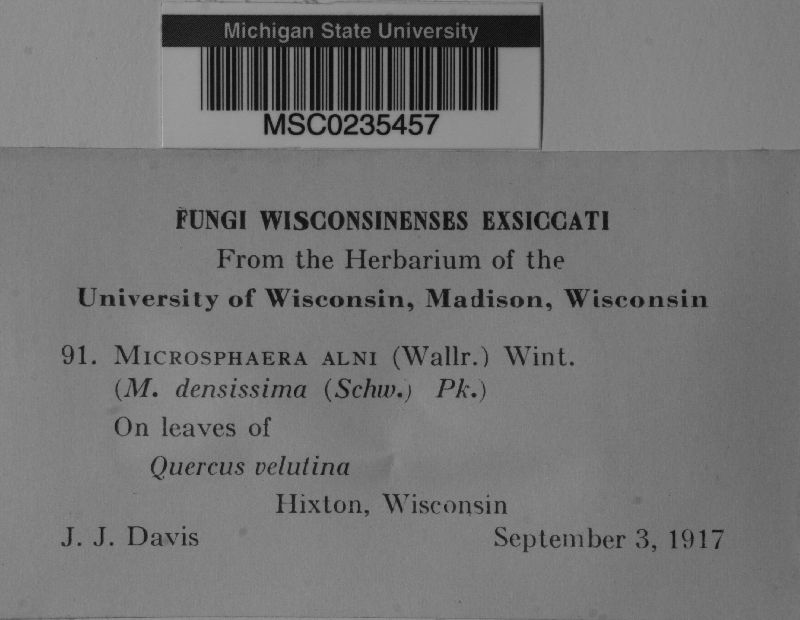 Michigan State University
MSC0235457
FUNGI WISCONSINENSES EXSICCATI
From the Herbarium of the
University of Wisconsin, Madison, Wisconsin
91. MICROSPHAERA ALNI (Wallr.) Wint.
(M. densissima (Schw.) Pk.)
On leaves of
Quercus velutina
Hixton, Wisconsin
J. J. Davis September 3, 1917